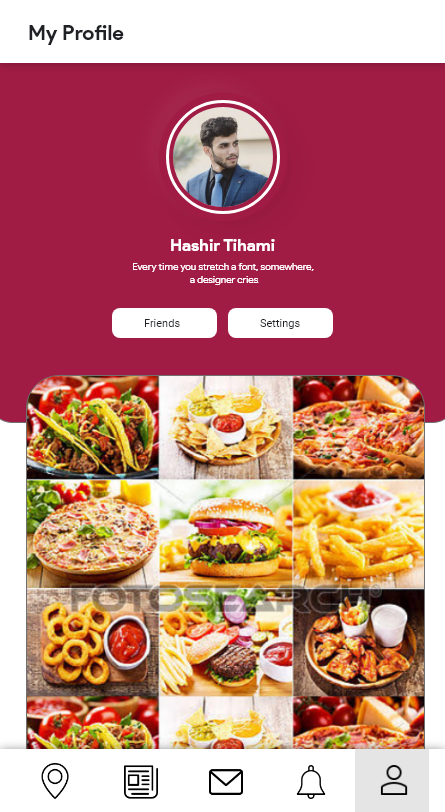 My Profile
Hashir Tihami
Every time you stretch a font, somewhere,
a designer cries
Friends
Settings
FOTOSEARCH